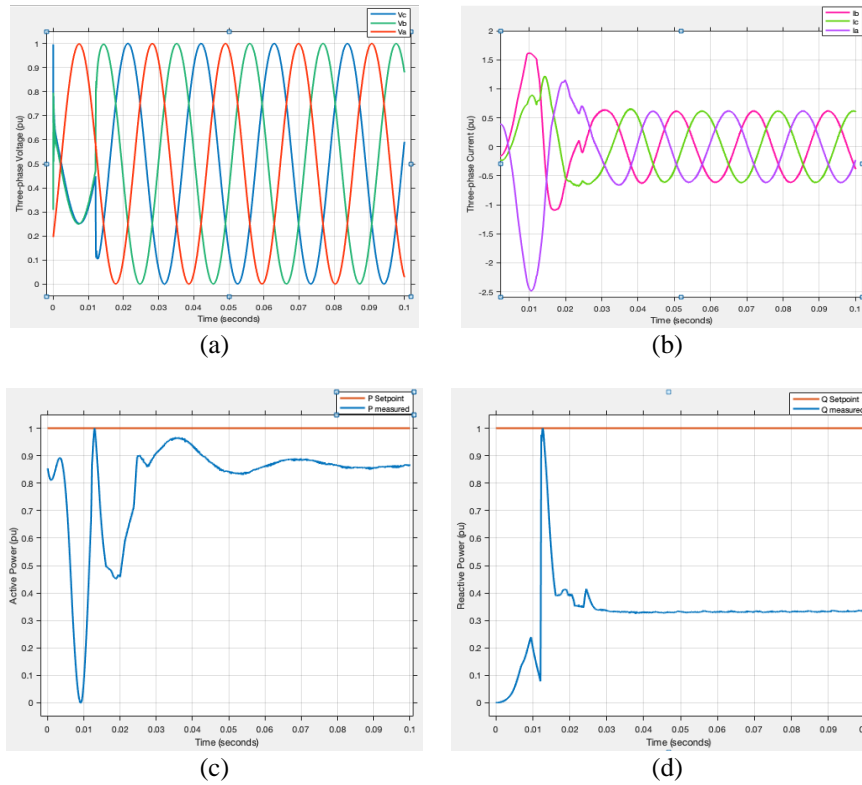 Vc
Vb
Va
Three-phase Voltage (pu)
1
0.9
0.8
0.7
0.6
0.5
0.4
0.3
0.2
0.1
0
0 0.01 0.02 0.03 0.04 0.05 0.06 0.07 0.08 0.09 0.1
Time (seconds)
(a)
Ib
Ic
Ia
Three-phase Current (pu)
2
1.5
1
0.5
0
-0.5
-1
-1.5
-2
-2.5
0.01 0.02 0.03 0.04 0.05 0.06 0.07 0.08 0.09 0.1
Time (seconds)
(b)
P Setpoint
P measured
Active Power (pu)
1
0.9
0.8
0.7
0.6
0.5
0.4
0.3
0.2
0.1
0
0 0.01 0.02 0.03 0.04 0.05 0.06 0.07 0.08 0.09 0.1
Time (seconds)
(c)
Q Setpoint
Q measured
Reactive Power (pu)
1
0.9
0.8
0.7
0.6
0.5
0.4
0.3
0.2
0.1
0
0 0.01 0.02 0.03 0.04 0.05 0.06 0.07 0.08 0.09
Time (seconds)
(d)